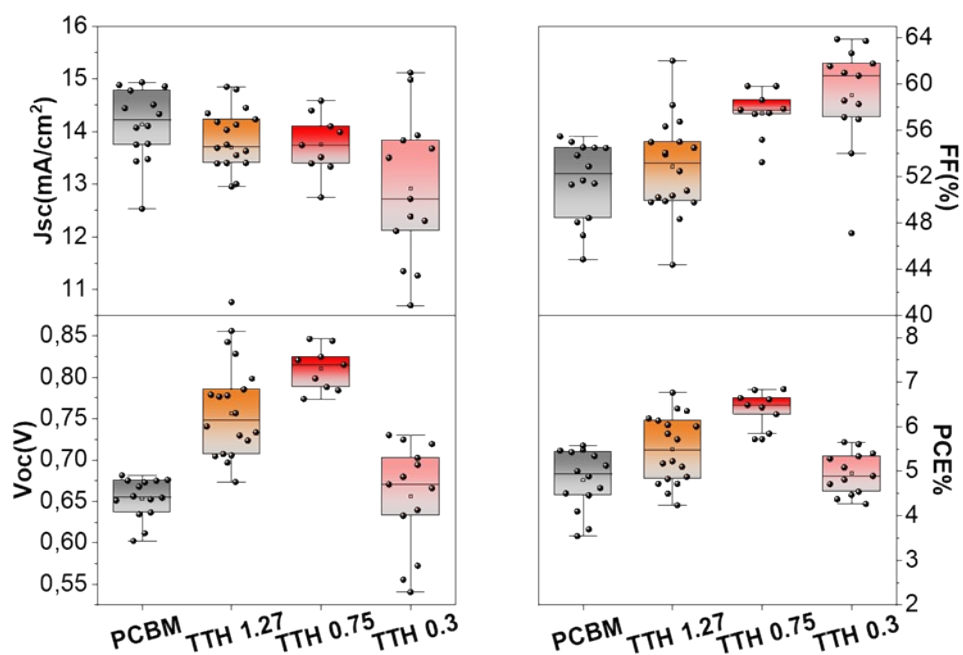 Jsc(mA/cm²)
16
15
14
13
12
11
Voc(V)
0,85
0,80
0,75
0,70
0,65
0,60
0,55
PCBM
TTH 1.27
TTH 0.75
TTH 0.3
64
60
56
52
48
44
40
FF(%)
8
7
6
5
4
3
2
PCE%
PCBM
TTH 1.27
TTH 0.75
TTH 0.3